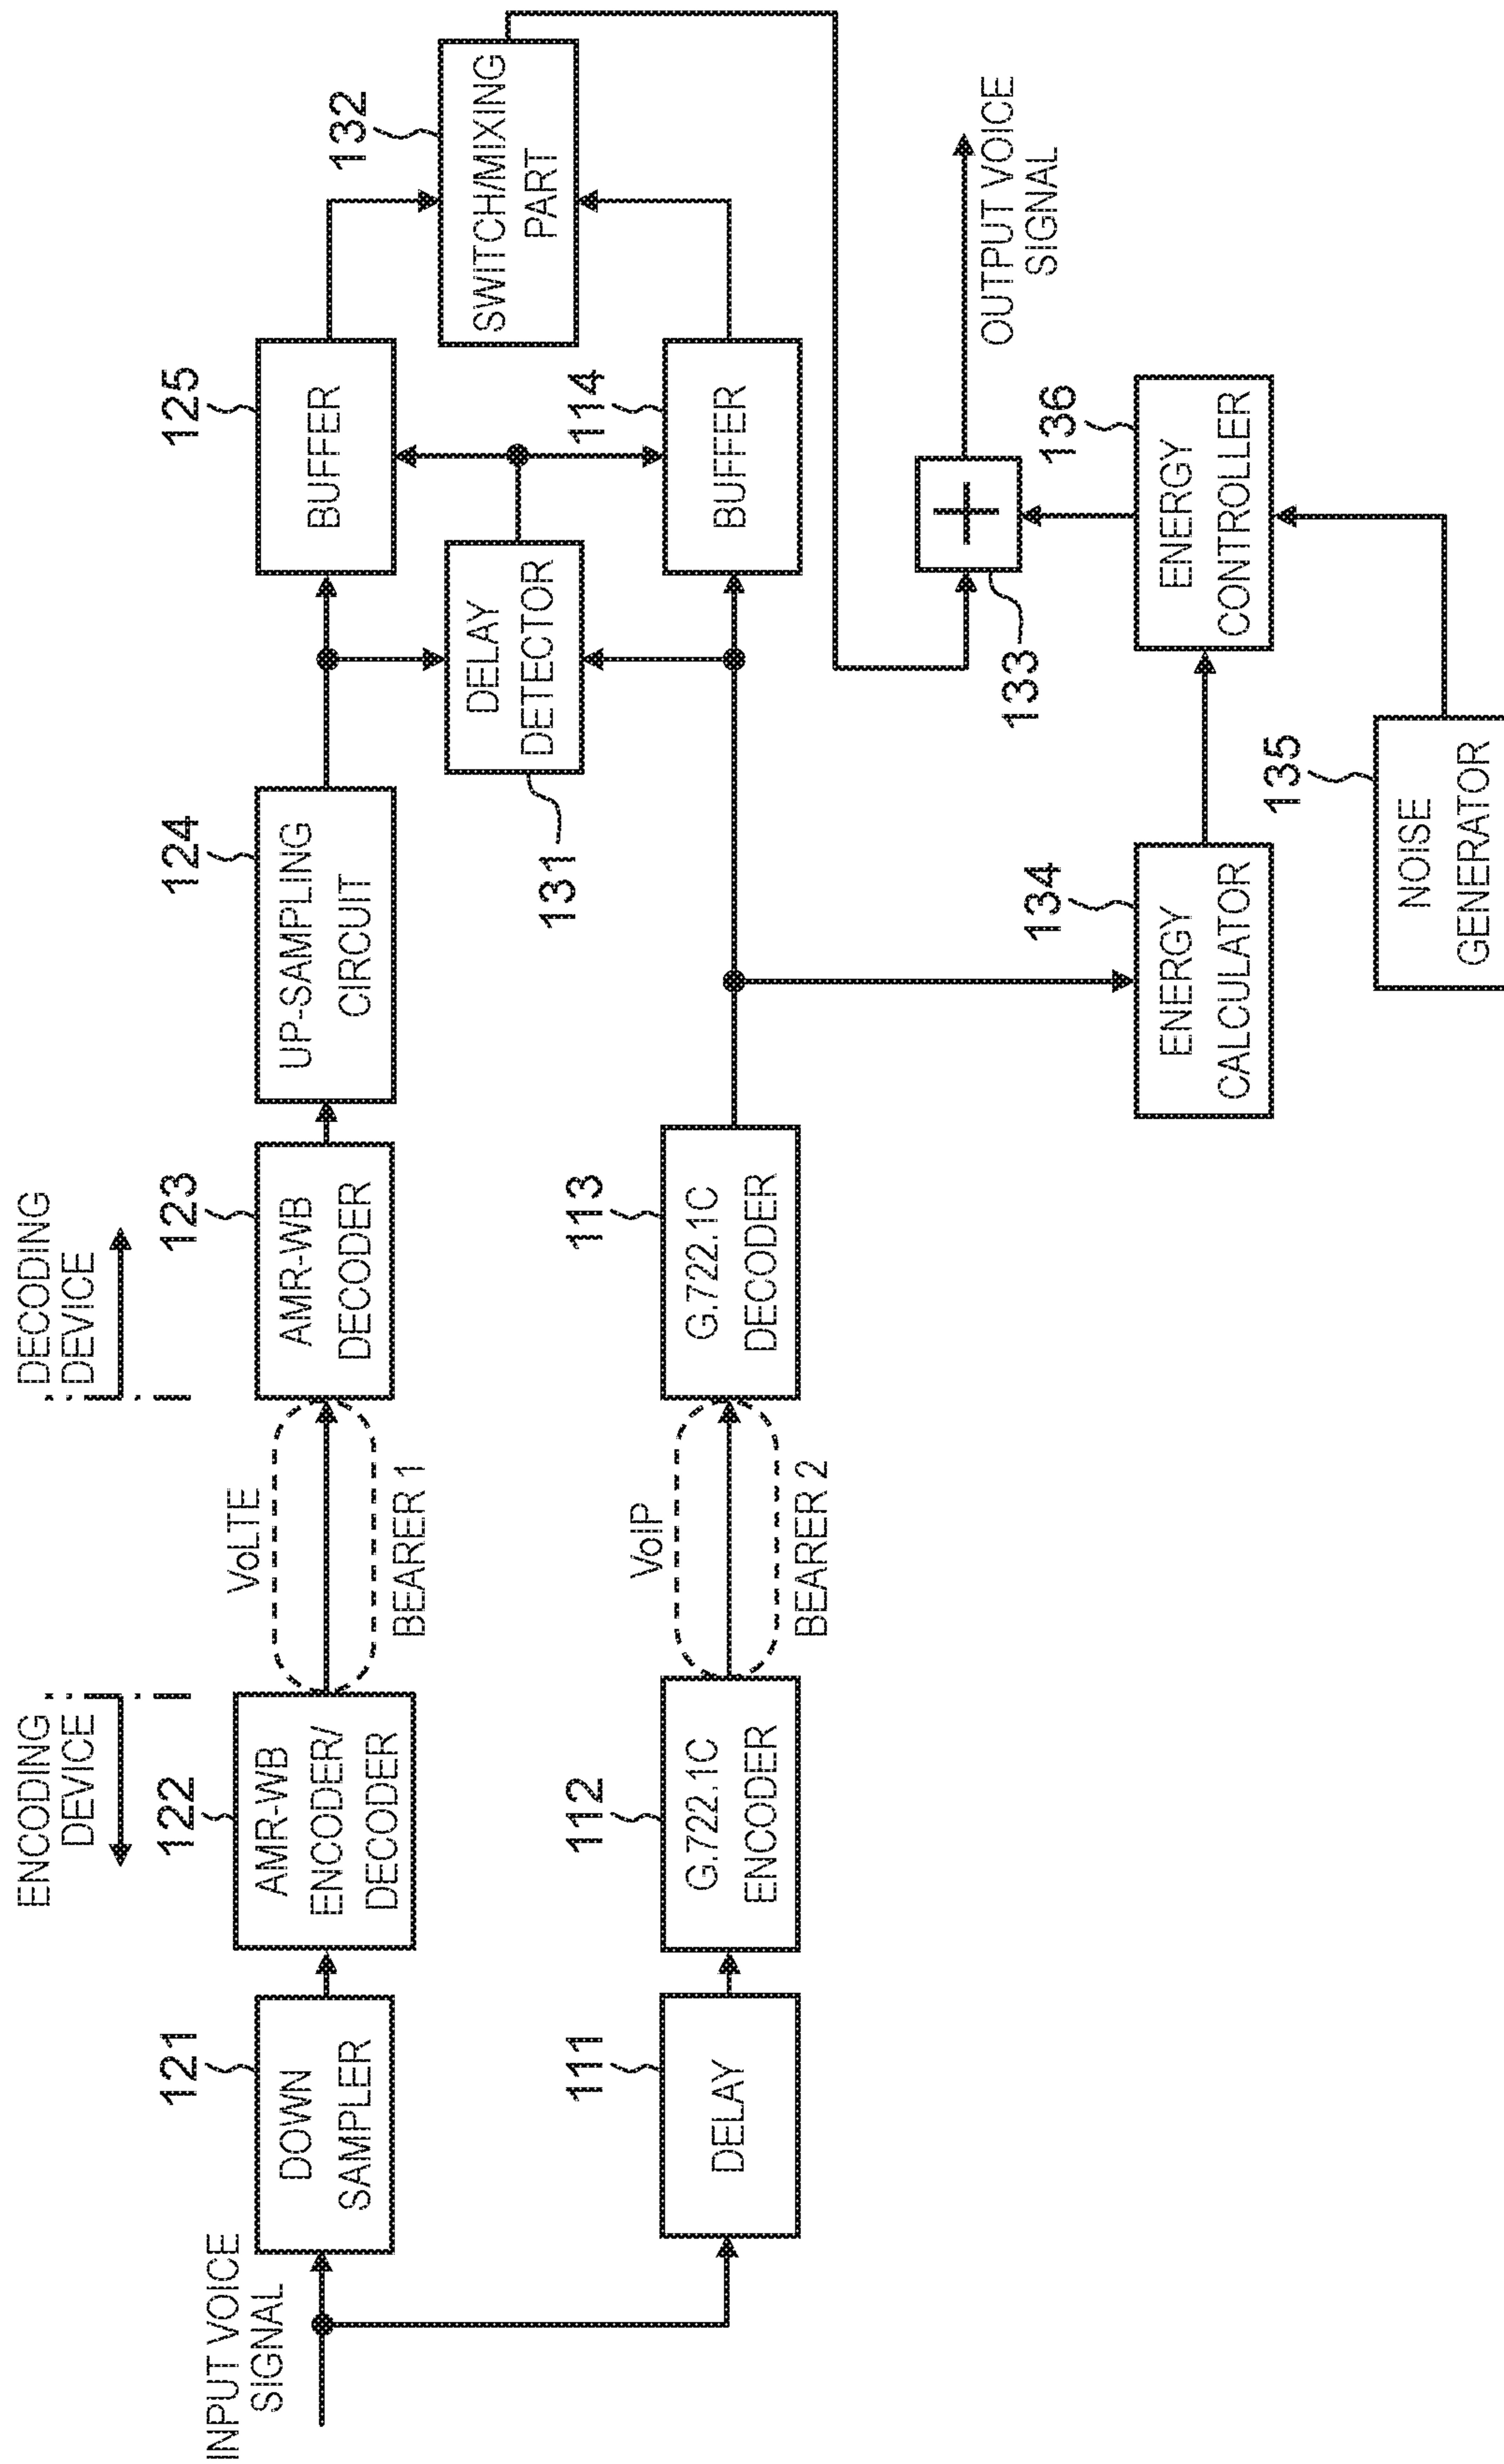 ENCODING
DEVICE
DECODING
DEVICE
INPUT VOICE
SIGNAL
121
DOWN
SAMPLER
122
AMR-WB
ENCODER/
DECODER
VoLTE
BEARER 1
123
AMR-WB
DECODER
124
UP-SAMPLING
CIRCUIT
125
BUFFER
132
SWITCH/MIXING
PART
131
DELAY
DETECTOR
111
DELAY
112
G.722.1C
ENCODER
VoIP
BEARER 2
113
G.722.1C
DECODER
114
BUFFER
133
+
OUTPUT VOICE
SIGNAL
134
ENERGY
CALCULATOR
136
ENERGY
CONTROLLER
135
NOISE
GENERATOR